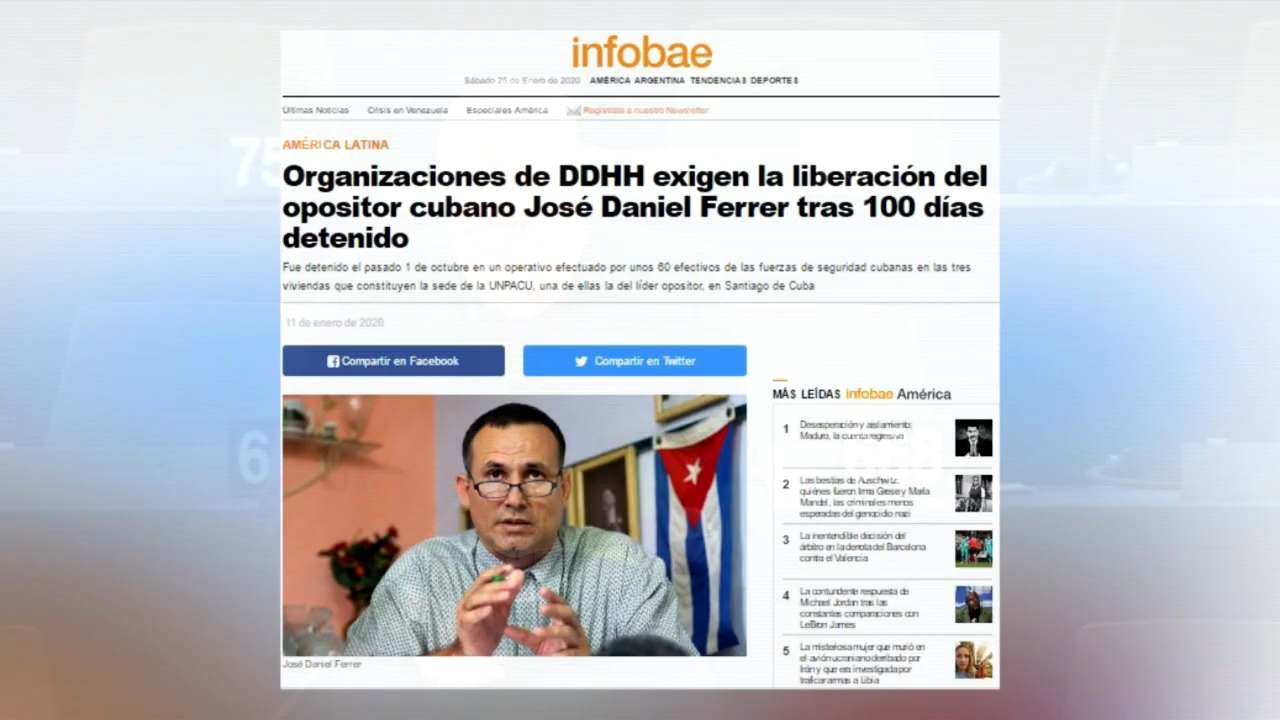 infobae
Sábado 25 de Enero de 2020 AMÉRICA ARGENTINA TENDENCIAS DEPORTES
Últimas Noticias Crisis en Venezuela Especiales América Registrate a nuestro Newsletter
75
AMÉRICA LATINA
Organizaciones de DDHH exigen la liberación del
opositor cubano José Daniel Ferrer tras 100 días
detenido
Fue detenido el pasado 1 de octubre en un operativo efectuado por unos 60 efectivos de las fuerzas de seguridad cubanas en las tres
viviendas que constituyen la sede de la UNPACU, una de ellas la del líder opositor, en Santiago de Cuba
11 de enero de 2020
Compartir en Facebook Compartir en Twitter
José Daniel Ferrer
MÁS LEÍDAS infobae América
1 Desesperación y aislamiento:
Maduro, la cuenta regresiva
2 Las bestias de Auschwitz:
quiénes fueron Irma Grese y María
Mandel, las criminales menos
esperadas del genocidio nazi
3 La inentendible decisión del
árbitro en la derrota del Barcelona
contra el Valencia
4 La contundente respuesta de
Michael Jordan tras las
constantes comparaciones con
LeBron James
5 La misteriosa mujer que murió en
el avión ucraniano derribado por
Irán y que era investigada por
traficar armas a Libia
6